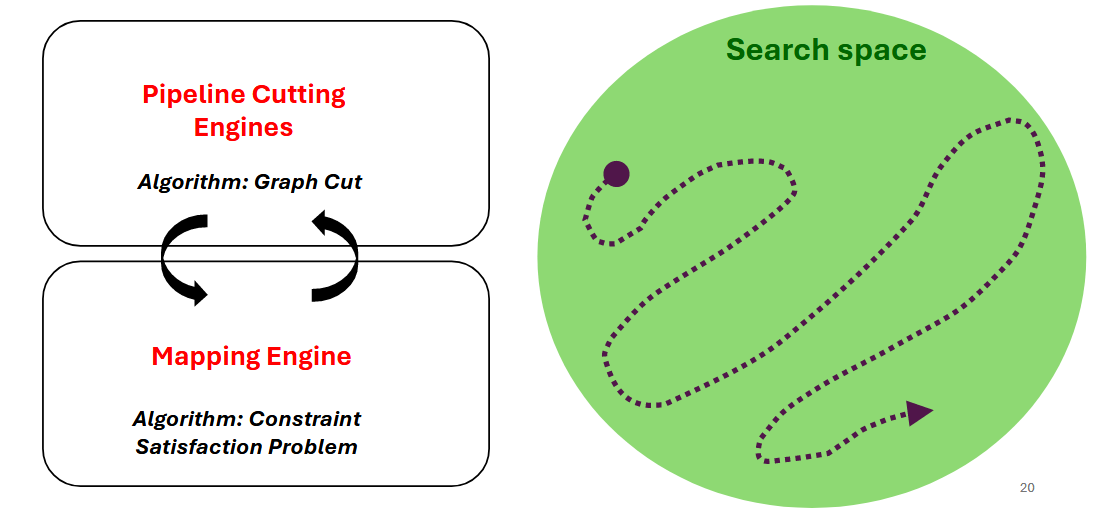 Pipeline Cutting
Engines
Algorithm: Graph Cut
Mapping Engine
Algorithm: Constraint
Satisfaction Problem
Search space
20